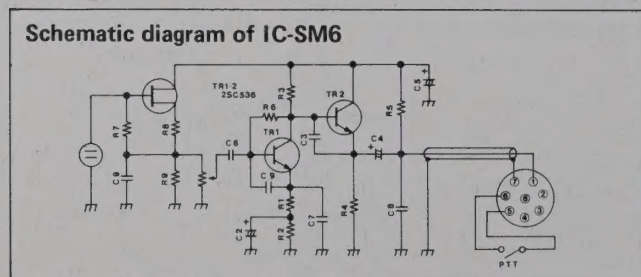 Schematic diagram of IC-SM6
TR1·2
2SC536
R3
TR2
C5
R5
R6
C3
TR1
C4
R7
R8
C6
C9
C9
R9
R1
C7
R4
C8
C2
R2
7
1
6
8
2
5
4
3
PTT